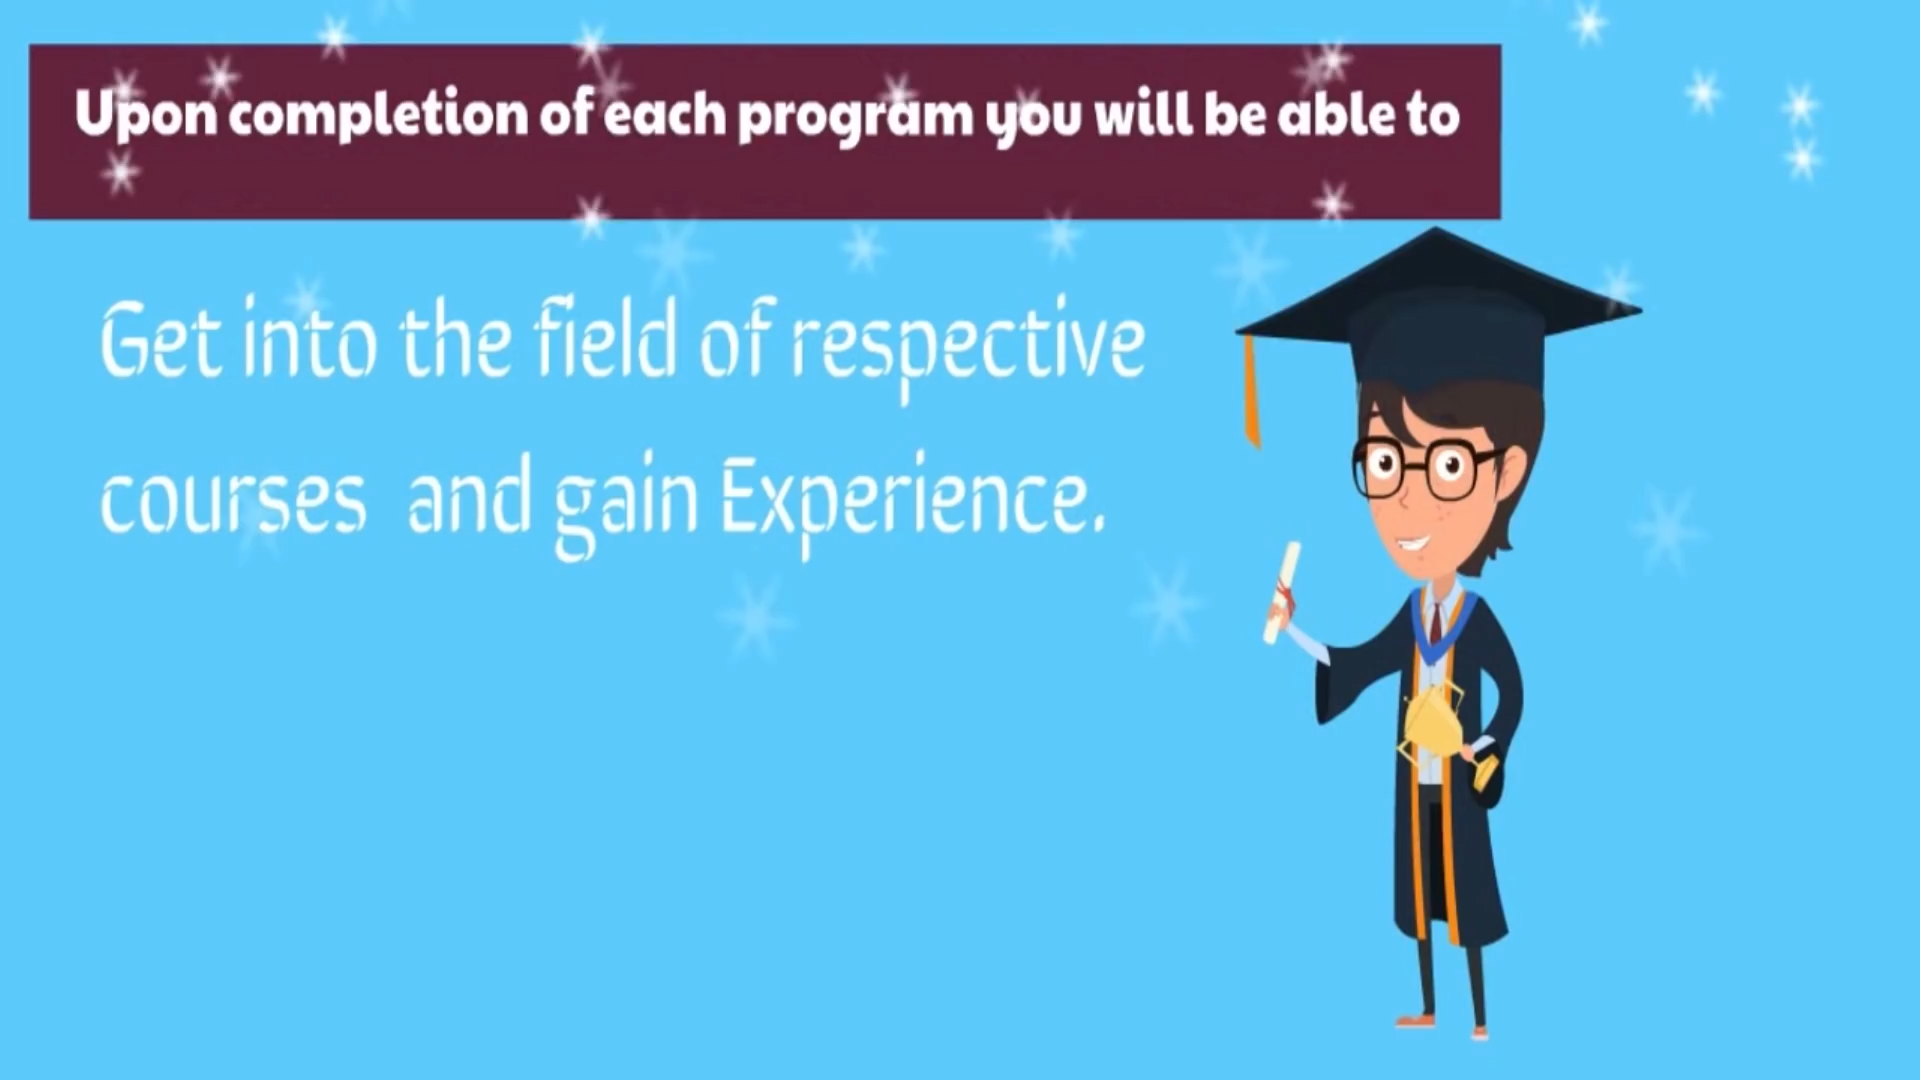 Upon completion of each program you will be able to
Get into the field of respective
courses and gain Experience.